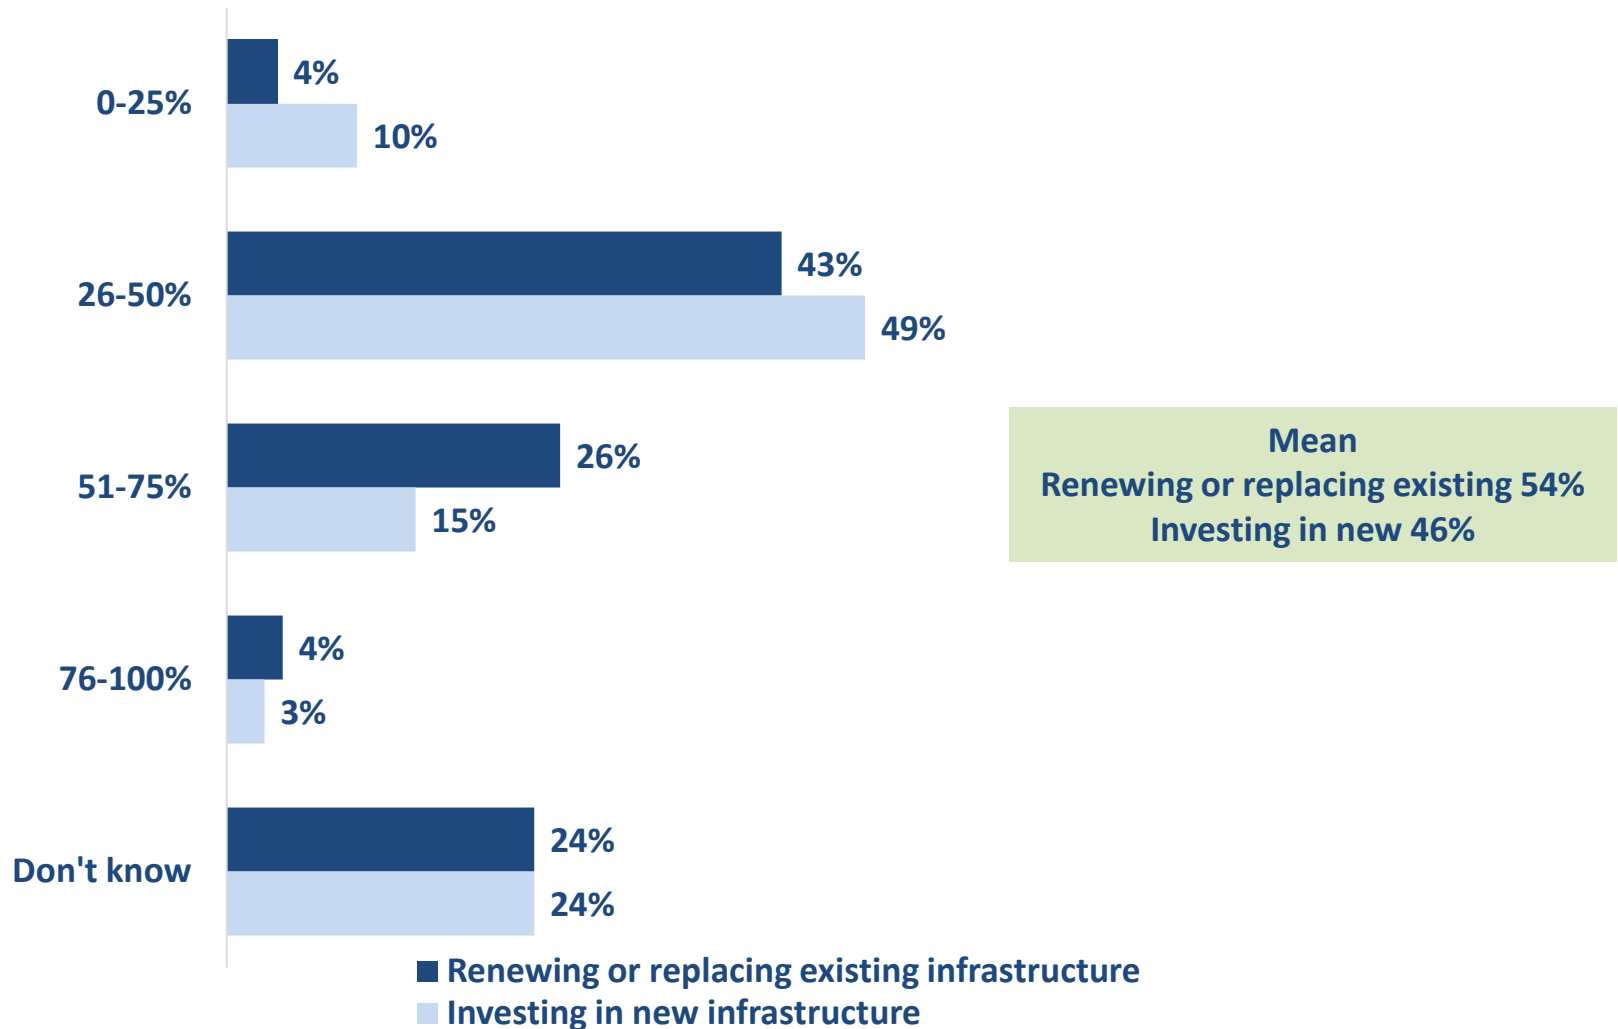 0-25%
4%
10%
26-50%
43%
49%
51-75%
26%
15%
76-100%
4%
3%
Don't know
24%
24%
Mean
Renewing or replacing existing 54%
Investing in new 46%
Renewing or replacing existing infrastructure
Investing in new infrastructure